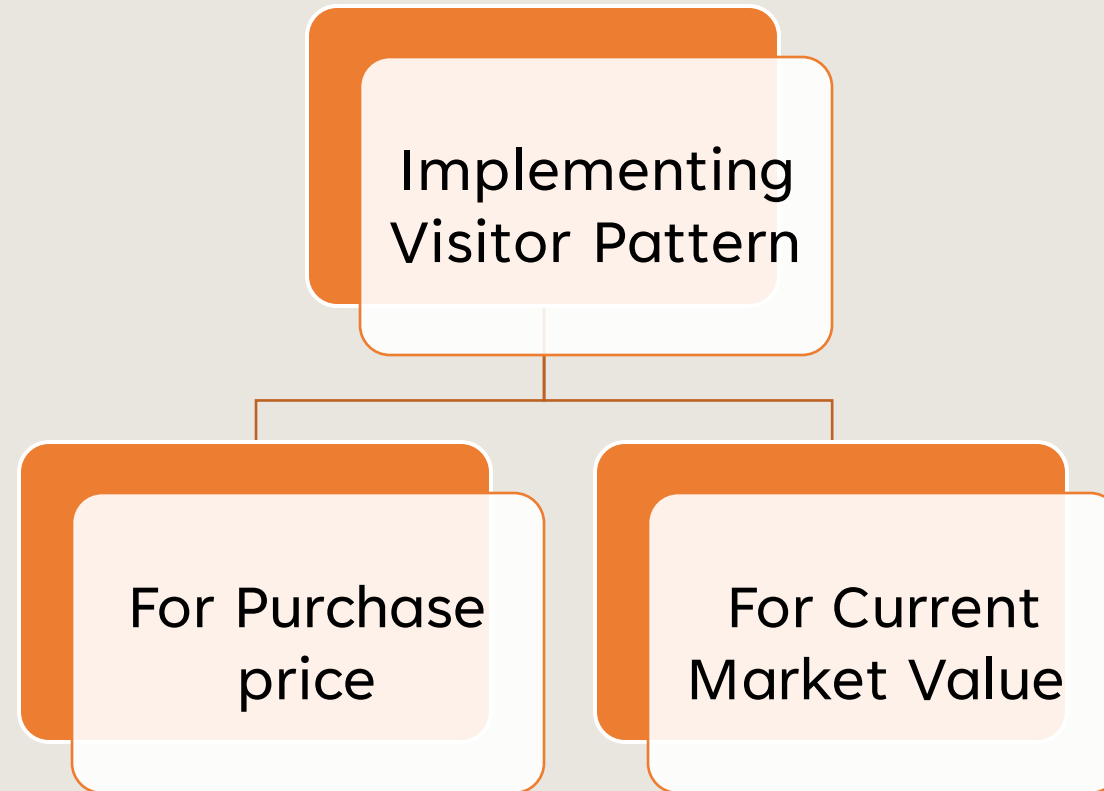 Implementing
Visitor Pattern
For Purchase
price
For Current
Market Value